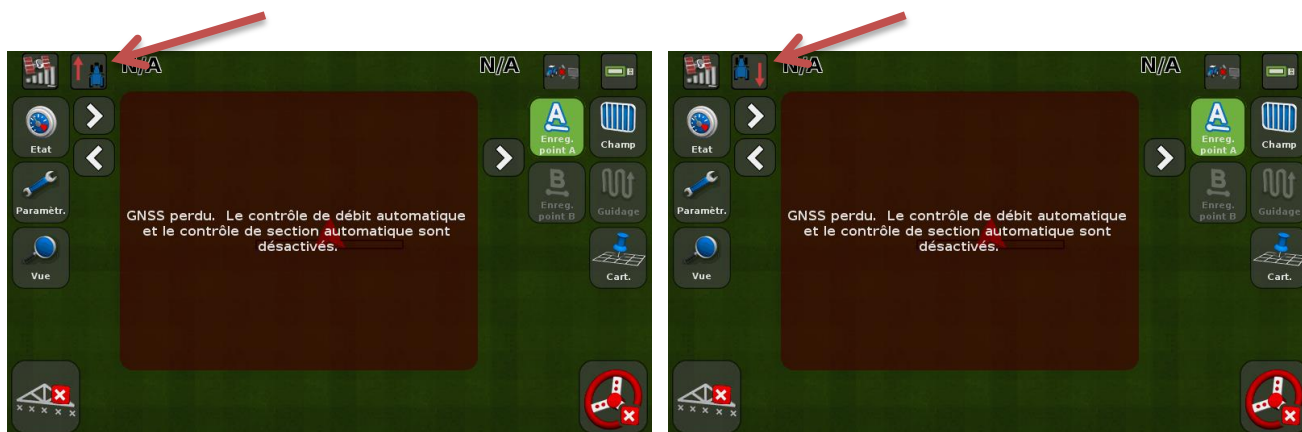 N/A
N/A
Etat
Enreg.
point A
Champ
Paramètr.
GNSS perdu. Le contrôle de débit automatique
et le contrôle de section automatique sont
désactivés.
Enreg.
point B
Guidage
Vue
Cart.
N/A
N/A
Etat
Enreg.
point A
Champ
Paramètr.
GNSS perdu. Le contrôle de débit automatique
et le contrôle de section automatique sont
désactivés.
Enreg.
point B
Guidage
Vue
Cart.